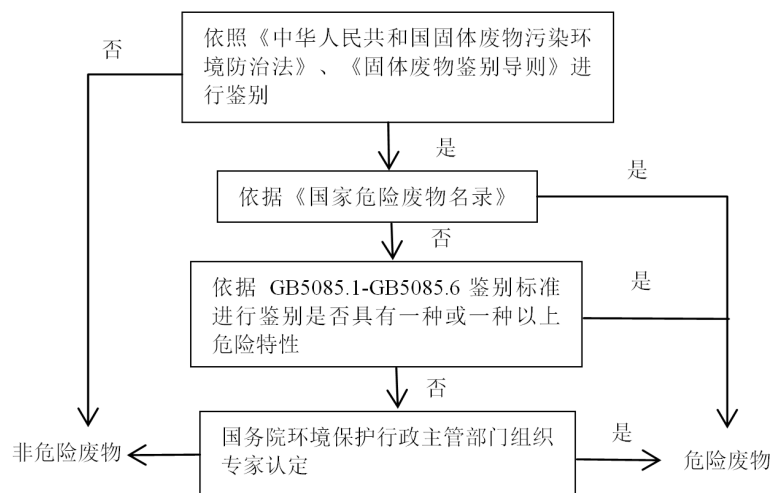 否
依照《中华人民共和国固体废物污染环
境防治法》、《固体废物鉴别导则》进
行鉴别
是
是
依据《国家危险废物名录》
否
依据 GB5085.1-GB5085.6 鉴别标准
进行鉴别是否具有一种或一种以上
危险特性
是
否
国务院环境保护行政主管部门组织
专家认定
是
非危险废物
危险废物